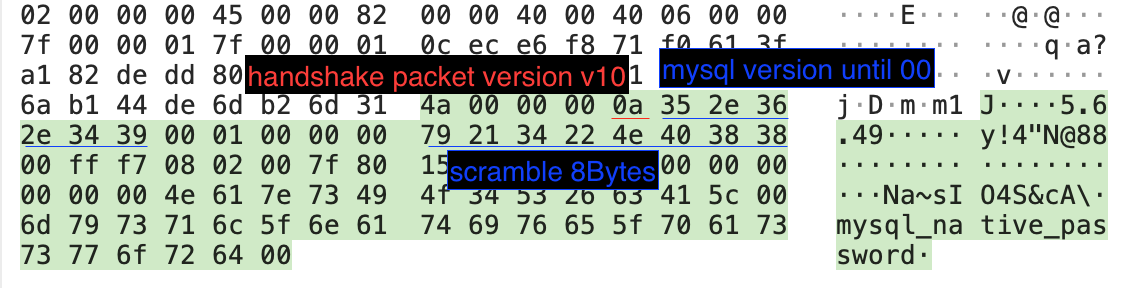 02 00 00 00 45 00 00 82 00 00 40 00 40 06 00 00 ····E·····@·@···
7f 00 00 01 7f 00 00 01 0c ec e6 f8 71 f0 61 3f ············q·a?
a1 82 de dd 80 handshake packet version v10 1 mysql version until 00 ·v······
6a b1 44 de 6d b2 6d 31 4a 00 00 00 0a 35 2e 36 j·D·m·m1 J····5.6
2e 34 39 00 01 00 00 00 79 21 34 22 4e 40 38 38 .49····· y!4"N@88
00 ff f7 08 02 00 7f 80 15 scramble 8Bytes 00 00 00 ········ ········
00 00 00 4e 61 7e 73 49 4f 34 53 26 63 41 5c 00 ···Na~sI O4S&cA\·
6d 79 73 71 6c 5f 6e 61 74 69 76 65 5f 70 61 73 mysql_na tive_pas
73 77 6f 72 64 00 sword·